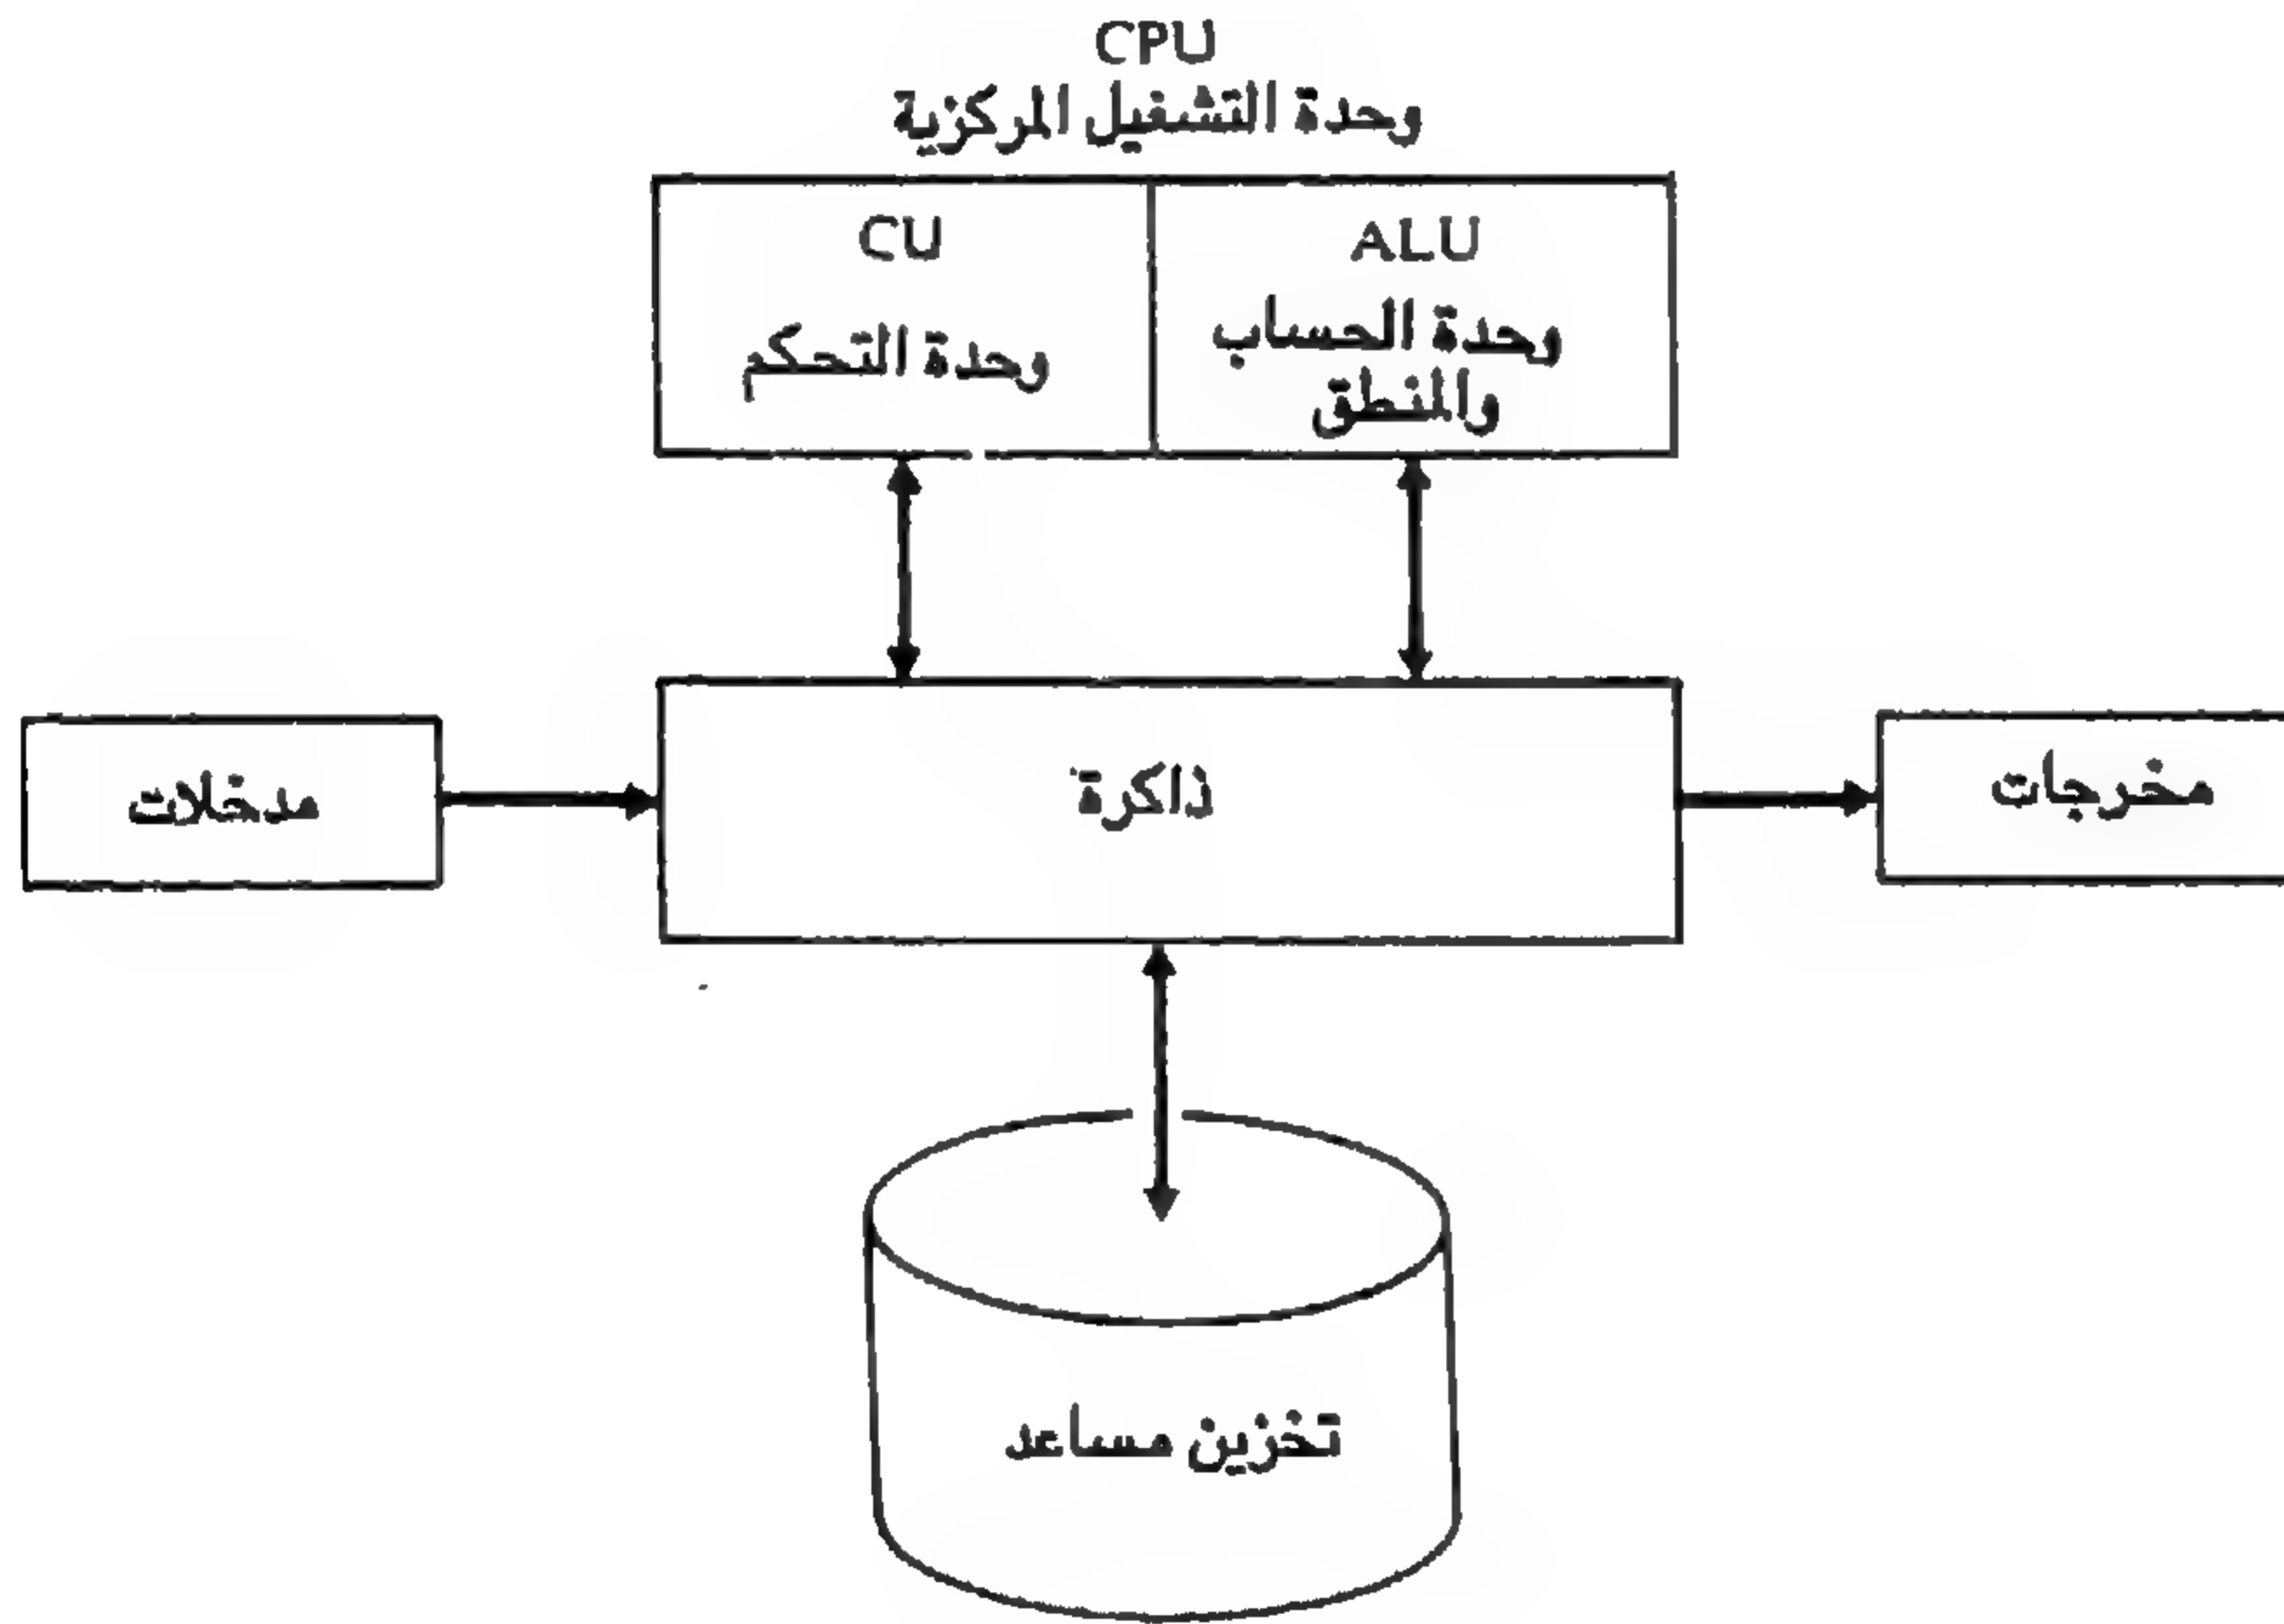 CPU
وحدة التشغيل المركزية
ALU
وحدة الحساب
والمنطق
CU
وحدة التحكم
مدخلات
ذاكرة
مخرجات
تخزين مساعد